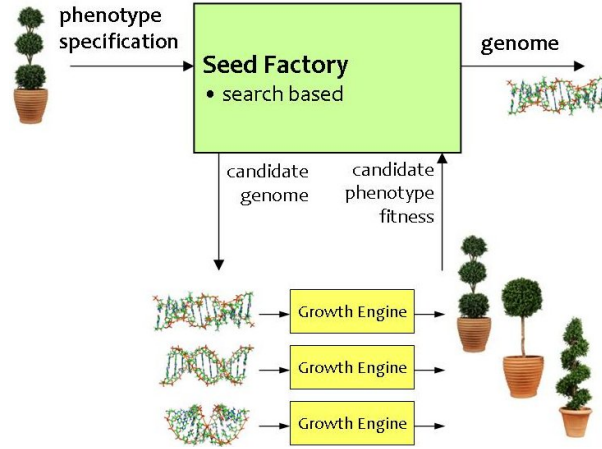 phenotype
specification
Seed Factory
• search based
genome
candidate
genome
candidate
phenotype
fitness
Growth Engine
Growth Engine
Growth Engine